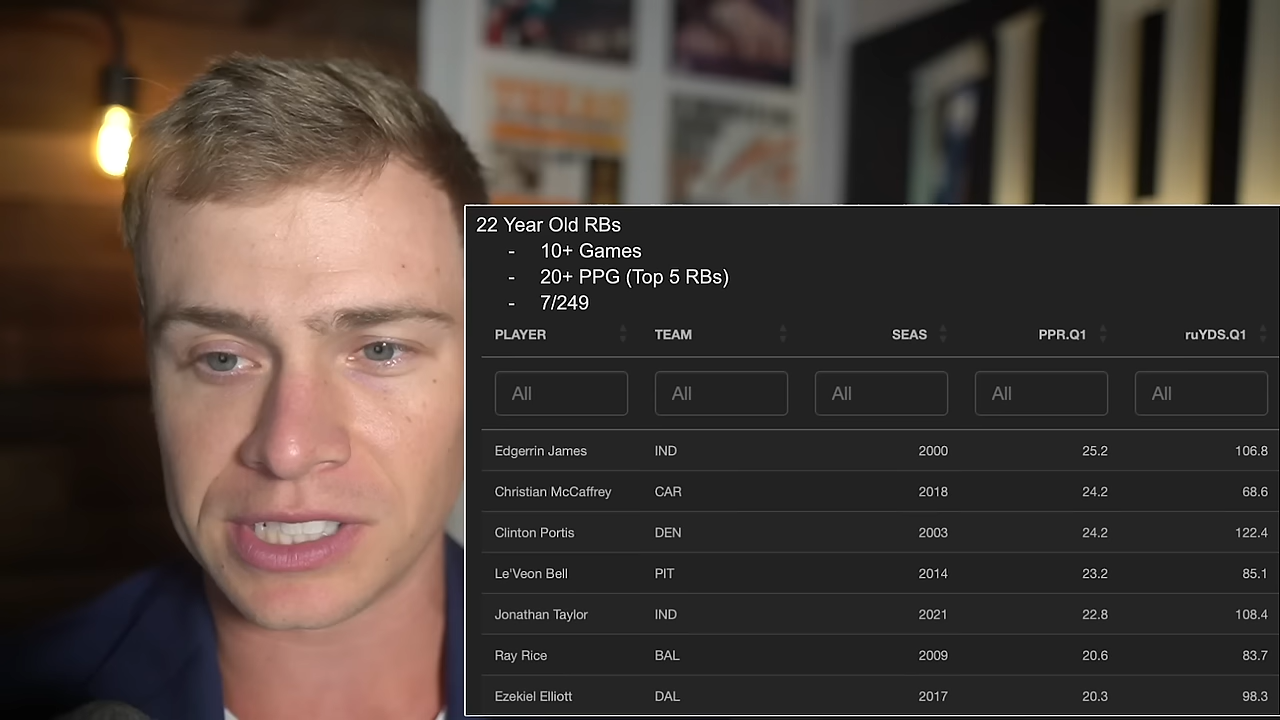 22 Year Old RBs
- 10+ Games
- 20+ PPG (Top 5 RBs)
- 7/249
PLAYER TEAM SEAS PPR.Q1 ruYDS.Q1
All All All All All
Edgerrin James IND 2000 25.2 106.8
Christian McCaffrey CAR 2018 24.2 68.6
Clinton Portis DEN 2003 24.2 122.4
Le'Veon Bell PIT 2014 23.2 85.1
Jonathan Taylor IND 2021 22.8 108.4
Ray Rice BAL 2009 20.6 83.7
Ezekiel Elliott DAL 2017 20.3 98.3